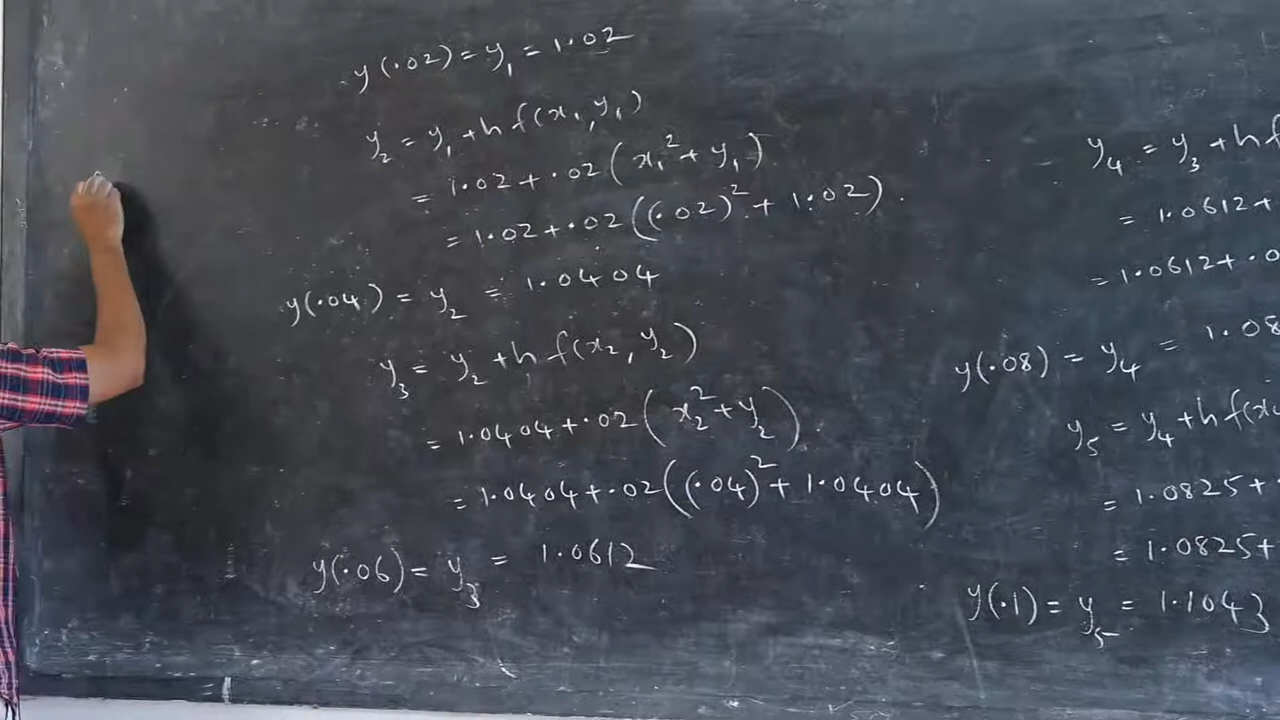 y(.02) = y₁ = 1.02
y₂ = y₁ + h f(x₁, y₁)
= 1.02 + .02 (x₁² + y₁)
= 1.02 + .02 ((.02)² + 1.02)
y(.04) = y₂ = 1.0404
y₃ = y₂ + h f(x₂, y₂)
= 1.0404 + .02 (x₂² + y₂)
= 1.0404 + .02 ((.04)² + 1.0404)
y(.06) = y₃ = 1.0612
y₄ = y₃ + hf
= 1.0612 +
= 1.0612 + .0
y(.08) = y₄ = 1.08
y₅ = y₄ + h f(x
= 1.0825 +
= 1.0825 +
y(.1) = y₅ = 1.1043